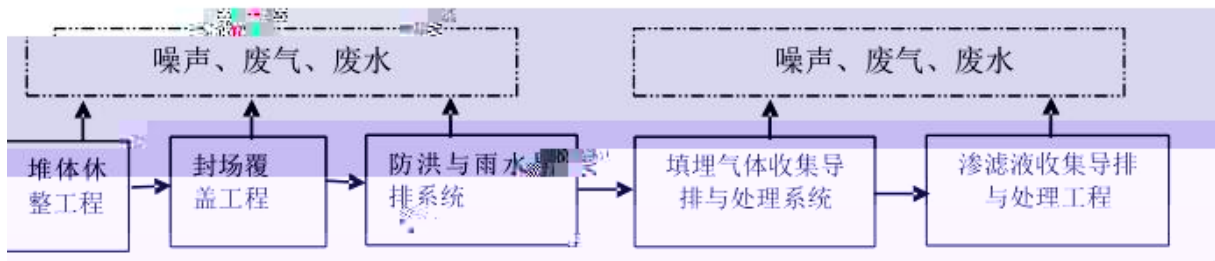 噪声、废气、废水
噪声、废气、废水
堆体休
整工程
封场覆
盖工程
防洪与雨水
排系统
填埋气体收集导
排与处理系统
渗滤液收集导排
与处理工程